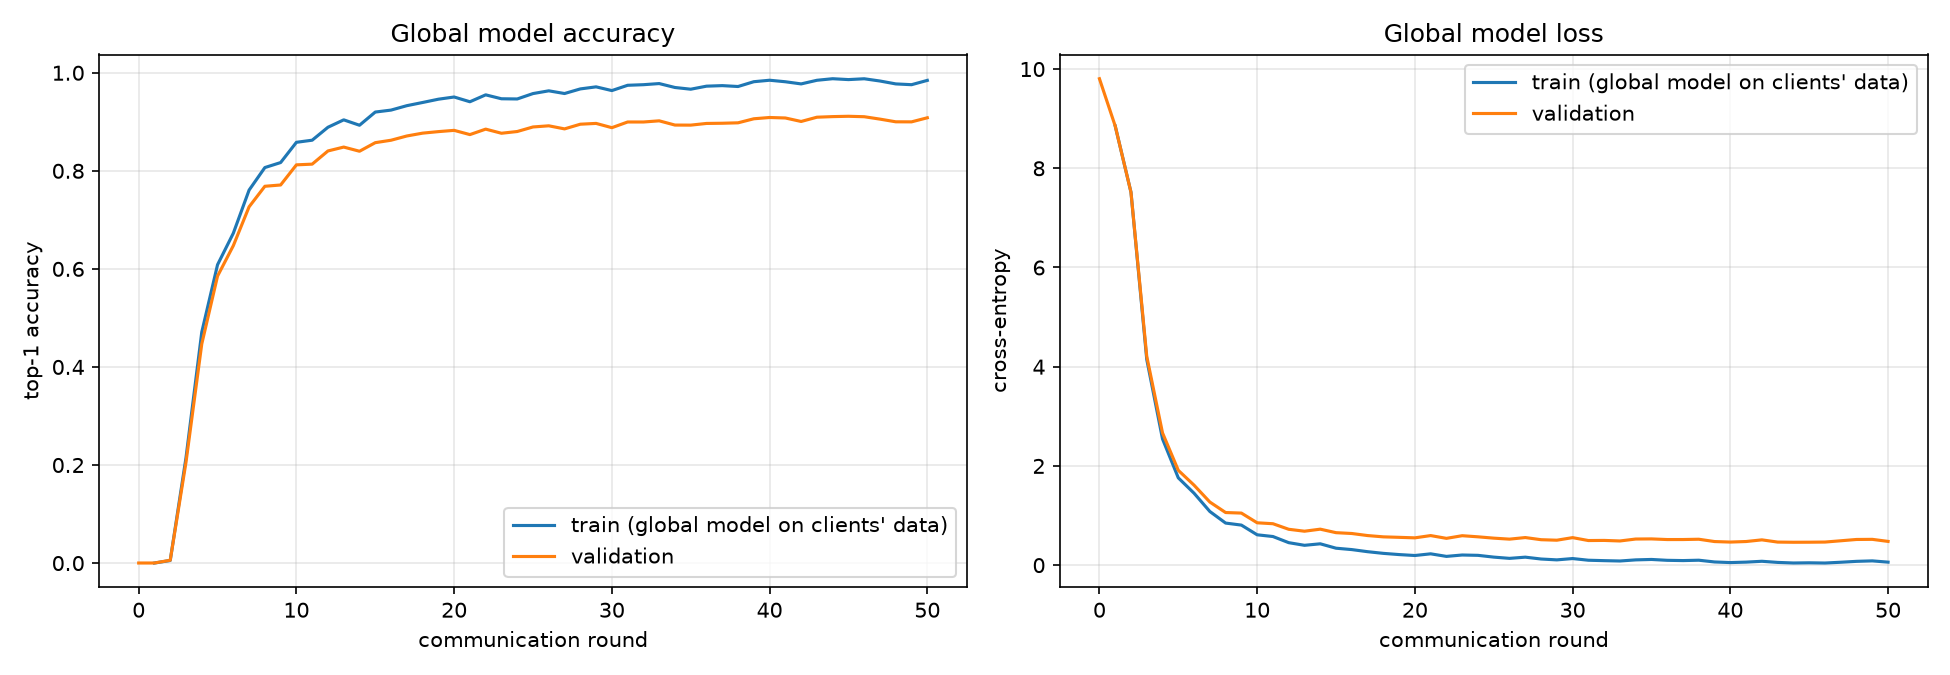 Global model accuracy
top-1 accuracy
1.0
0.8
0.6
0.4
0.2
0.0
train (global model on clients' data)
validation
0 10 20 30 40 50
communication round
Global model loss
cross-entropy
10
8
6
4
2
0
train (global model on clients' data)
validation
0 10 20 30 40 50
communication round